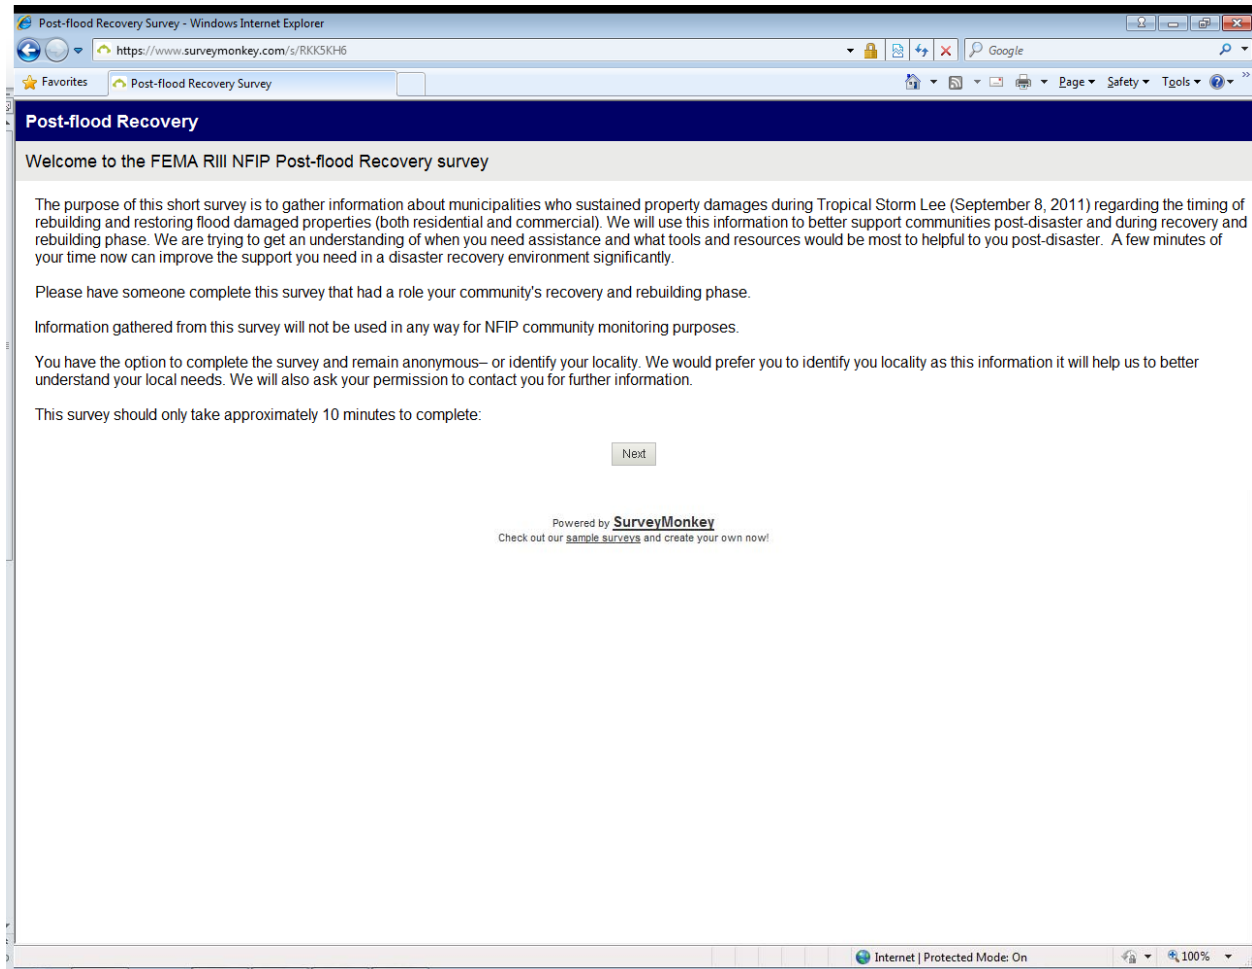 Post-flood Recovery Survey - Windows Internet Explorer
https://www.surveymonkey.com/s/RKK5KH6
Google
Favorites
Post-flood Recovery Survey
Page
Safety
Tools
Post-flood Recovery
Welcome to the FEMA RIII NFIP Post-flood Recovery survey
The purpose of this short survey is to gather information about municipalities who sustained property damages during Tropical Storm Lee (September 8, 2011) regarding the timing of
rebuilding and restoring flood damaged properties (both residential and commercial). We will use this information to better support communities post-disaster and during recovery and
rebuilding phase. We are trying to get an understanding of when you need assistance and what tools and resources would be most to helpful to you post-disaster.  A few minutes of
your time now can improve the support you need in a disaster recovery environment significantly.
Please have someone complete this survey that had a role your community's recovery and rebuilding phase.
Information gathered from this survey will not be used in any way for NFIP community monitoring purposes.
You have the option to complete the survey and remain anonymous– or identify your locality. We would prefer you to identify you locality as this information it will help us to better
understand your local needs. We will also ask your permission to contact you for further information.
This survey should only take approximately 10 minutes to complete:
Next
Powered by SurveyMonkey
Check out our sample surveys and create your own now!
Internet | Protected Mode: On
100%